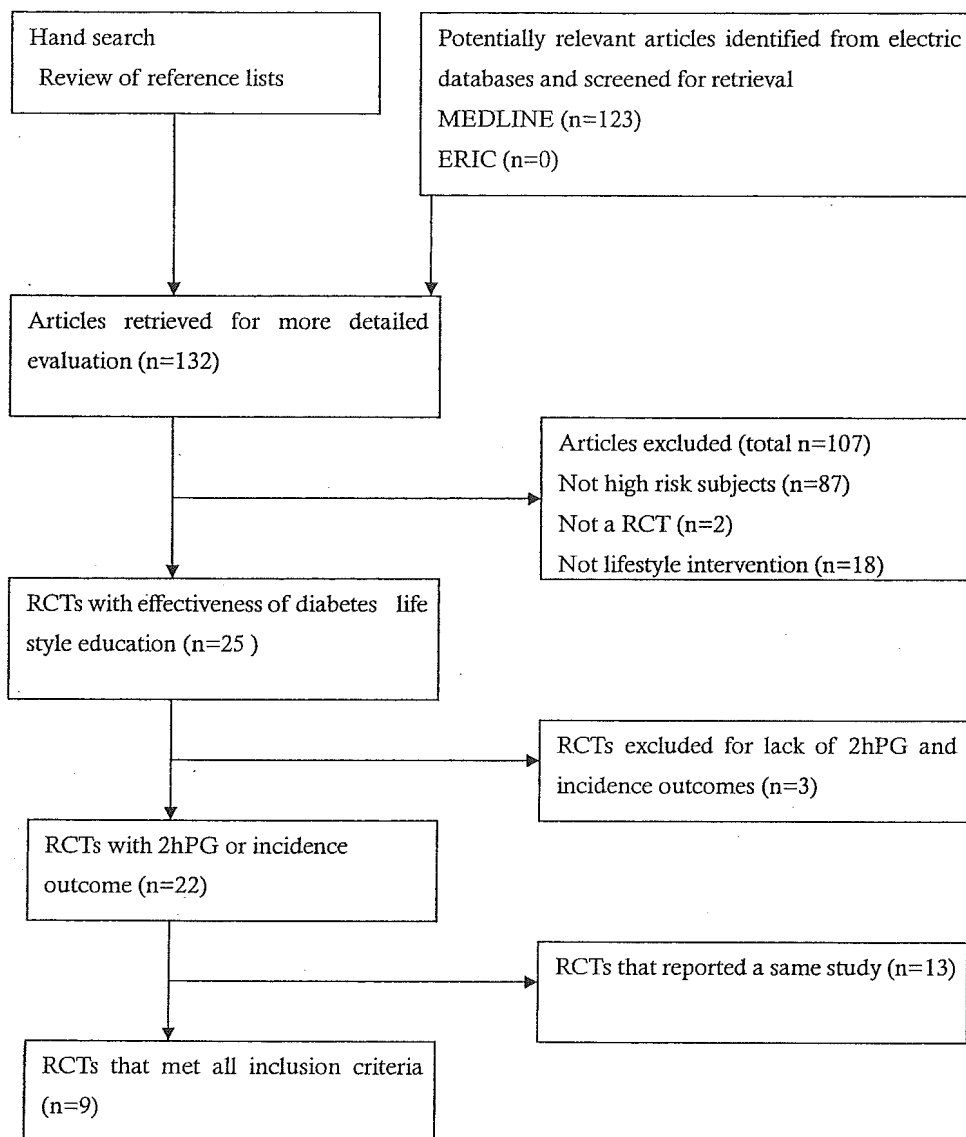 Hand search
Review of reference lists
Potentially relevant articles identified from electric
databases and screened for retrieval
MEDLINE (n=123)
ERIC (n=0)
Articles retrieved for more detailed
evaluation (n=132)
Articles excluded (total n=107)
Not high risk subjects (n=87)
Not a RCT (n=2)
Not lifestyle intervention (n=18)
RCTs with effectiveness of diabetes life
style education (n=25 )
RCTs excluded for lack of 2hPG and
incidence outcomes (n=3)
RCTs with 2hPG or incidence
outcome (n=22)
RCTs that reported a same study (n=13)
RCTs that met all inclusion criteria
(n=9)